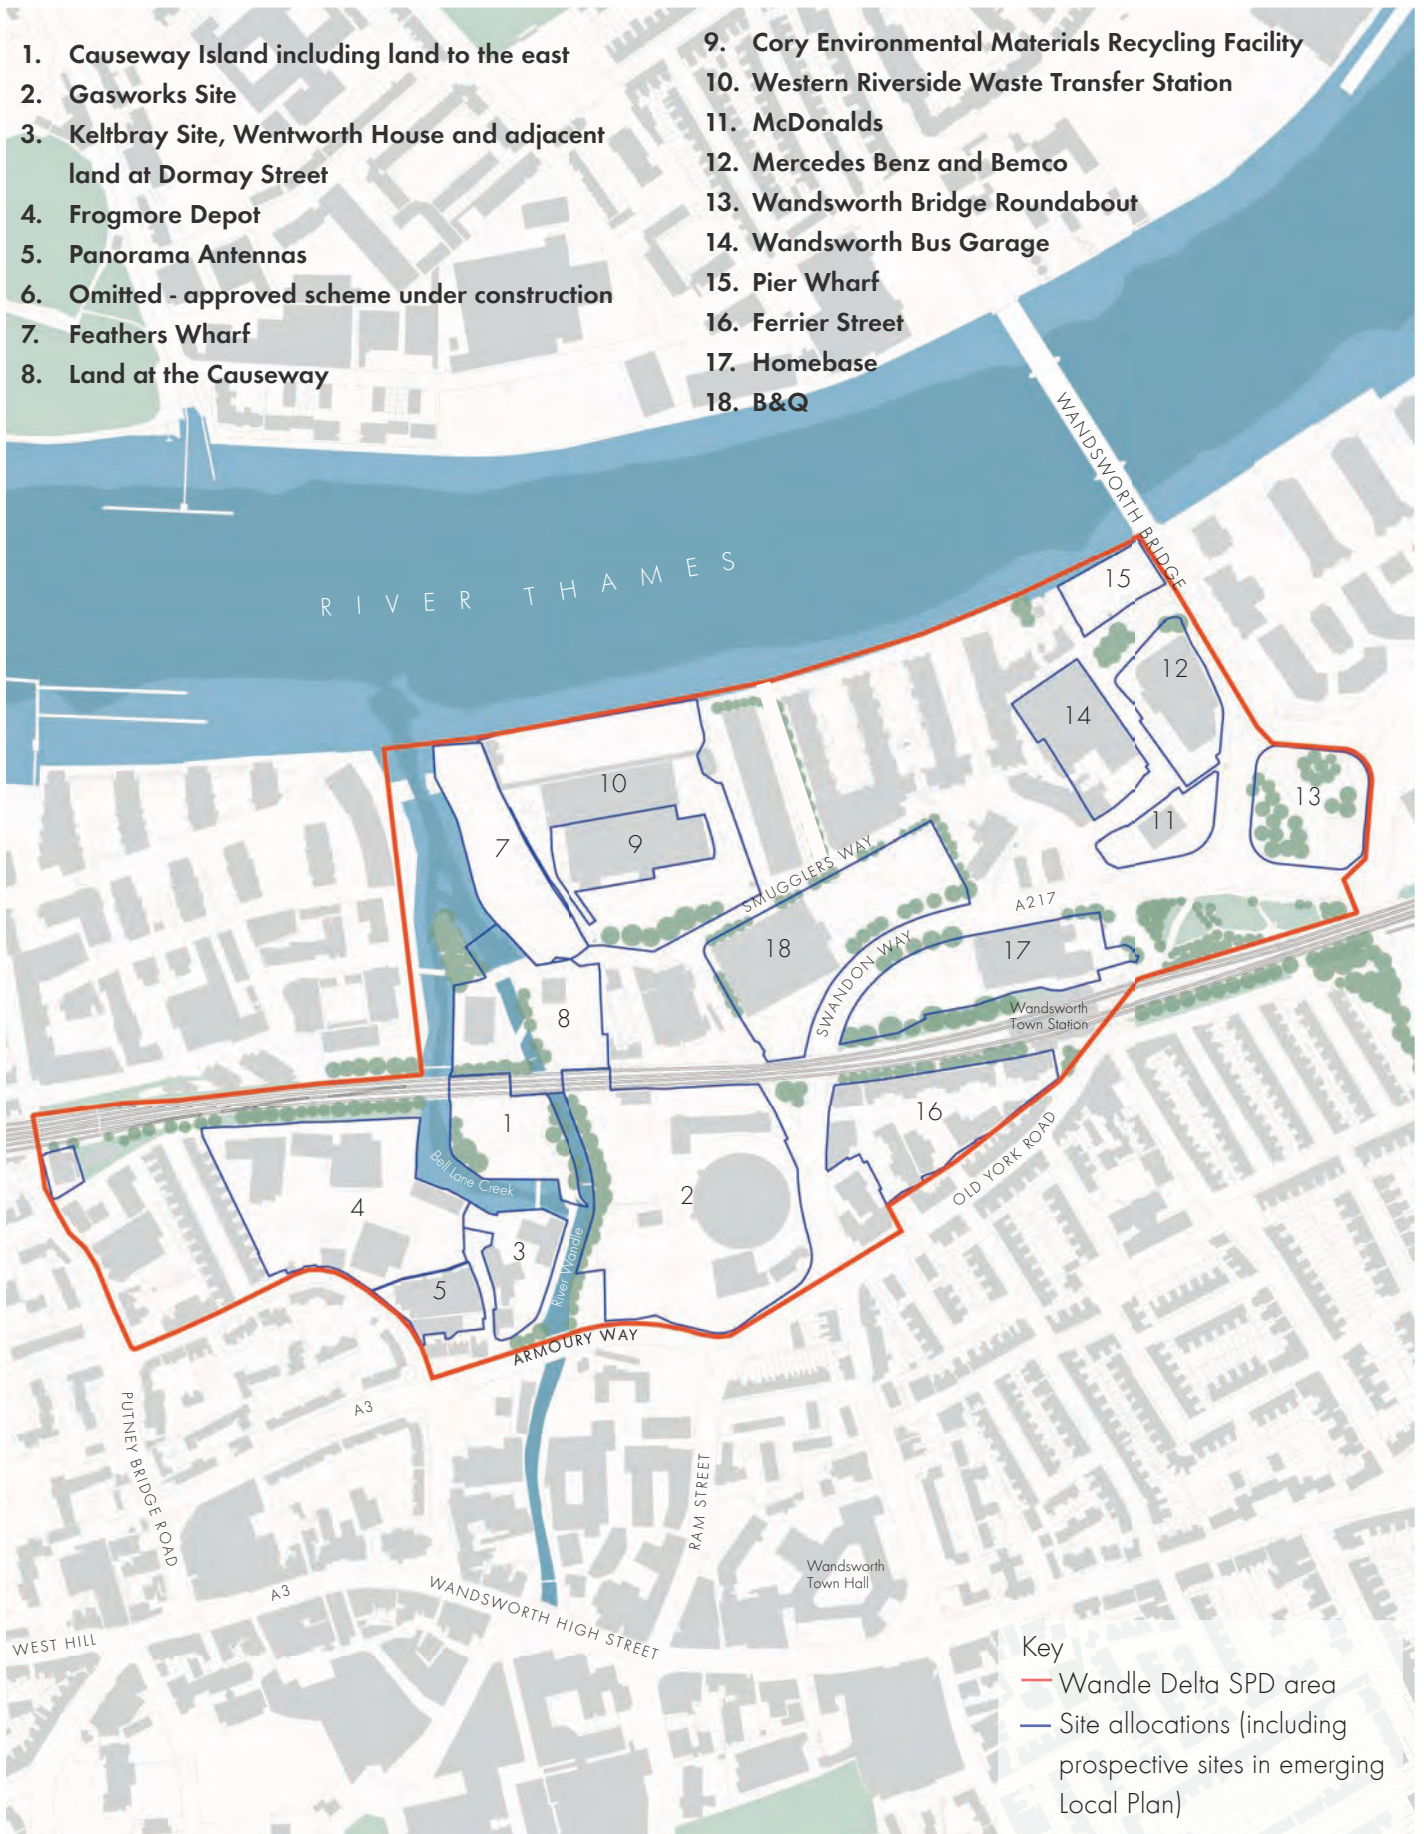 1. Causeway Island including land to the east
2. Gasworks Site
3. Keltbray Site, Wentworth House and adjacent
land at Dormay Street
4. Frogmore Depot
5. Panorama Antennas
6. Omitted - approved scheme under construction
7. Feathers Wharf
8. Land at the Causeway
9. Cory Environmental Materials Recycling Facility
10. Western Riverside Waste Transfer Station
11. McDonalds
12. Mercedes Benz and Bemco
13. Wandsworth Bridge Roundabout
14. Wandsworth Bus Garage
15. Pier Wharf
16. Ferrier Street
17. Homebase
18. B&Q
WANDSWORTH BRIDGE
RIVER THAMES
15
12
14
13
11
10
9
7
SMUGGLERS WAY
A217
18
SWANDON WAY
17
Wandsworth
Town Station
8
1
16
OLD YORK ROAD
Bell Lane Creek
4
2
3
River Wandle
5
ARMOURY WAY
A3
PUTNEY BRIDGE ROAD
RAM STREET
Wandsworth
Town Hall
A3
WANDSWORTH HIGH STREET
WEST HILL
Key
Wandle Delta SPD area
Site allocations (including
prospective sites in emerging
Local Plan)